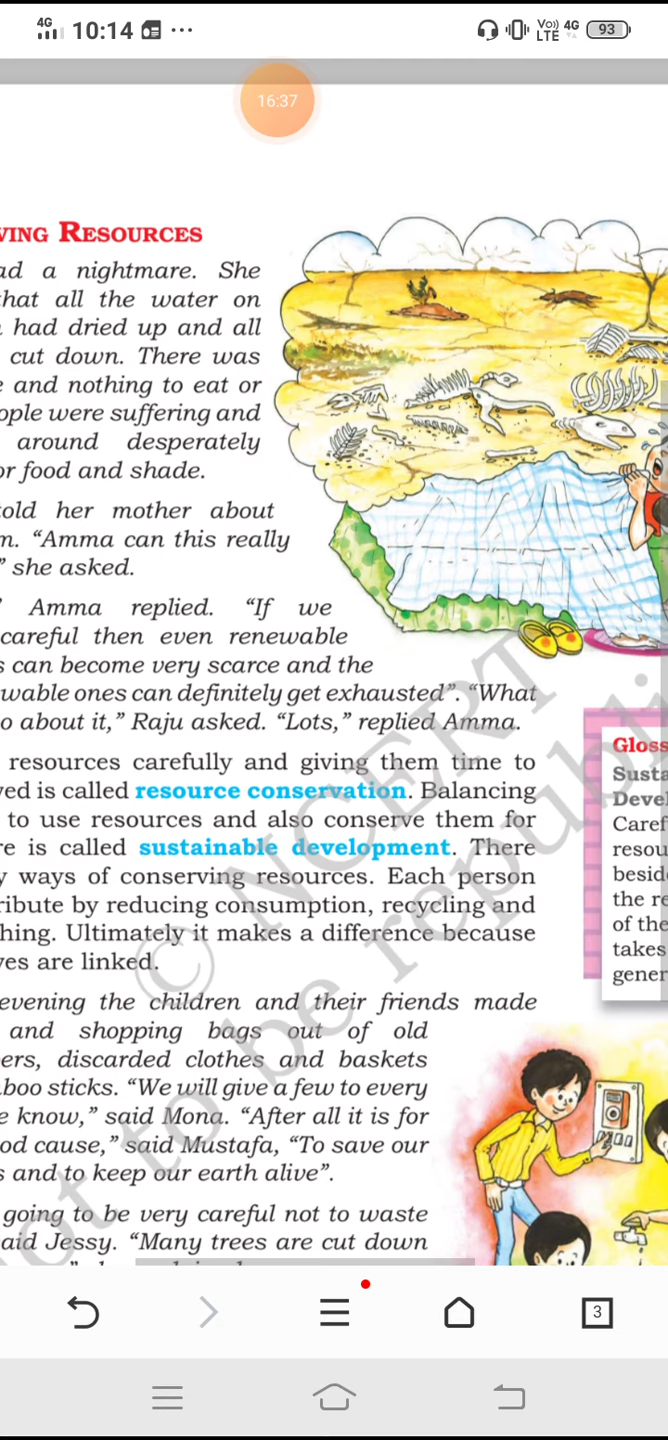 4G
10:14
Vo)) LTE
4G
93
16:37
VING RESOURCES
ad a nightmare. She
that all the water on
had dried up and all
cut down. There was
e and nothing to eat or
ople were suffering and
around desperately
or food and shade.
told her mother about
m. “Amma can this really
” she asked.
’ Amma replied. “If we
careful then even renewable
s can become very scarce and the
wable ones can definitely get exhausted”. “What
o about it,” Raju asked. “Lots,” replied Amma.
resources carefully and giving them time to
ved is called resource conservation. Balancing
to use resources and also conserve them for
re is called sustainable development. There
y ways of conserving resources. Each person
ribute by reducing consumption, recycling and
hing. Ultimately it makes a difference because
ves are linked.
evening the children and their friends made
and shopping bags out of old
ers, discarded clothes and baskets
boo sticks. “We will give a few to every
e know,” said Mona. “After all it is for
od cause,” said Mustafa, “To save our
s and to keep our earth alive”.
going to be very careful not to waste
aid Jessy. “Many trees are cut down
Gloss
Susta
Devel
Caref
resou
besid
the re
of the
takes
gener
© NCERT
not to be republi
3